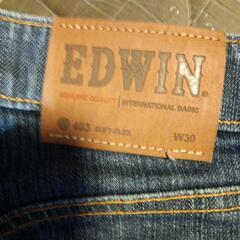 EDWIN®
GENUINE QUALITY | INTERNATIONAL BASIC
403 SOFT-FLEX W30